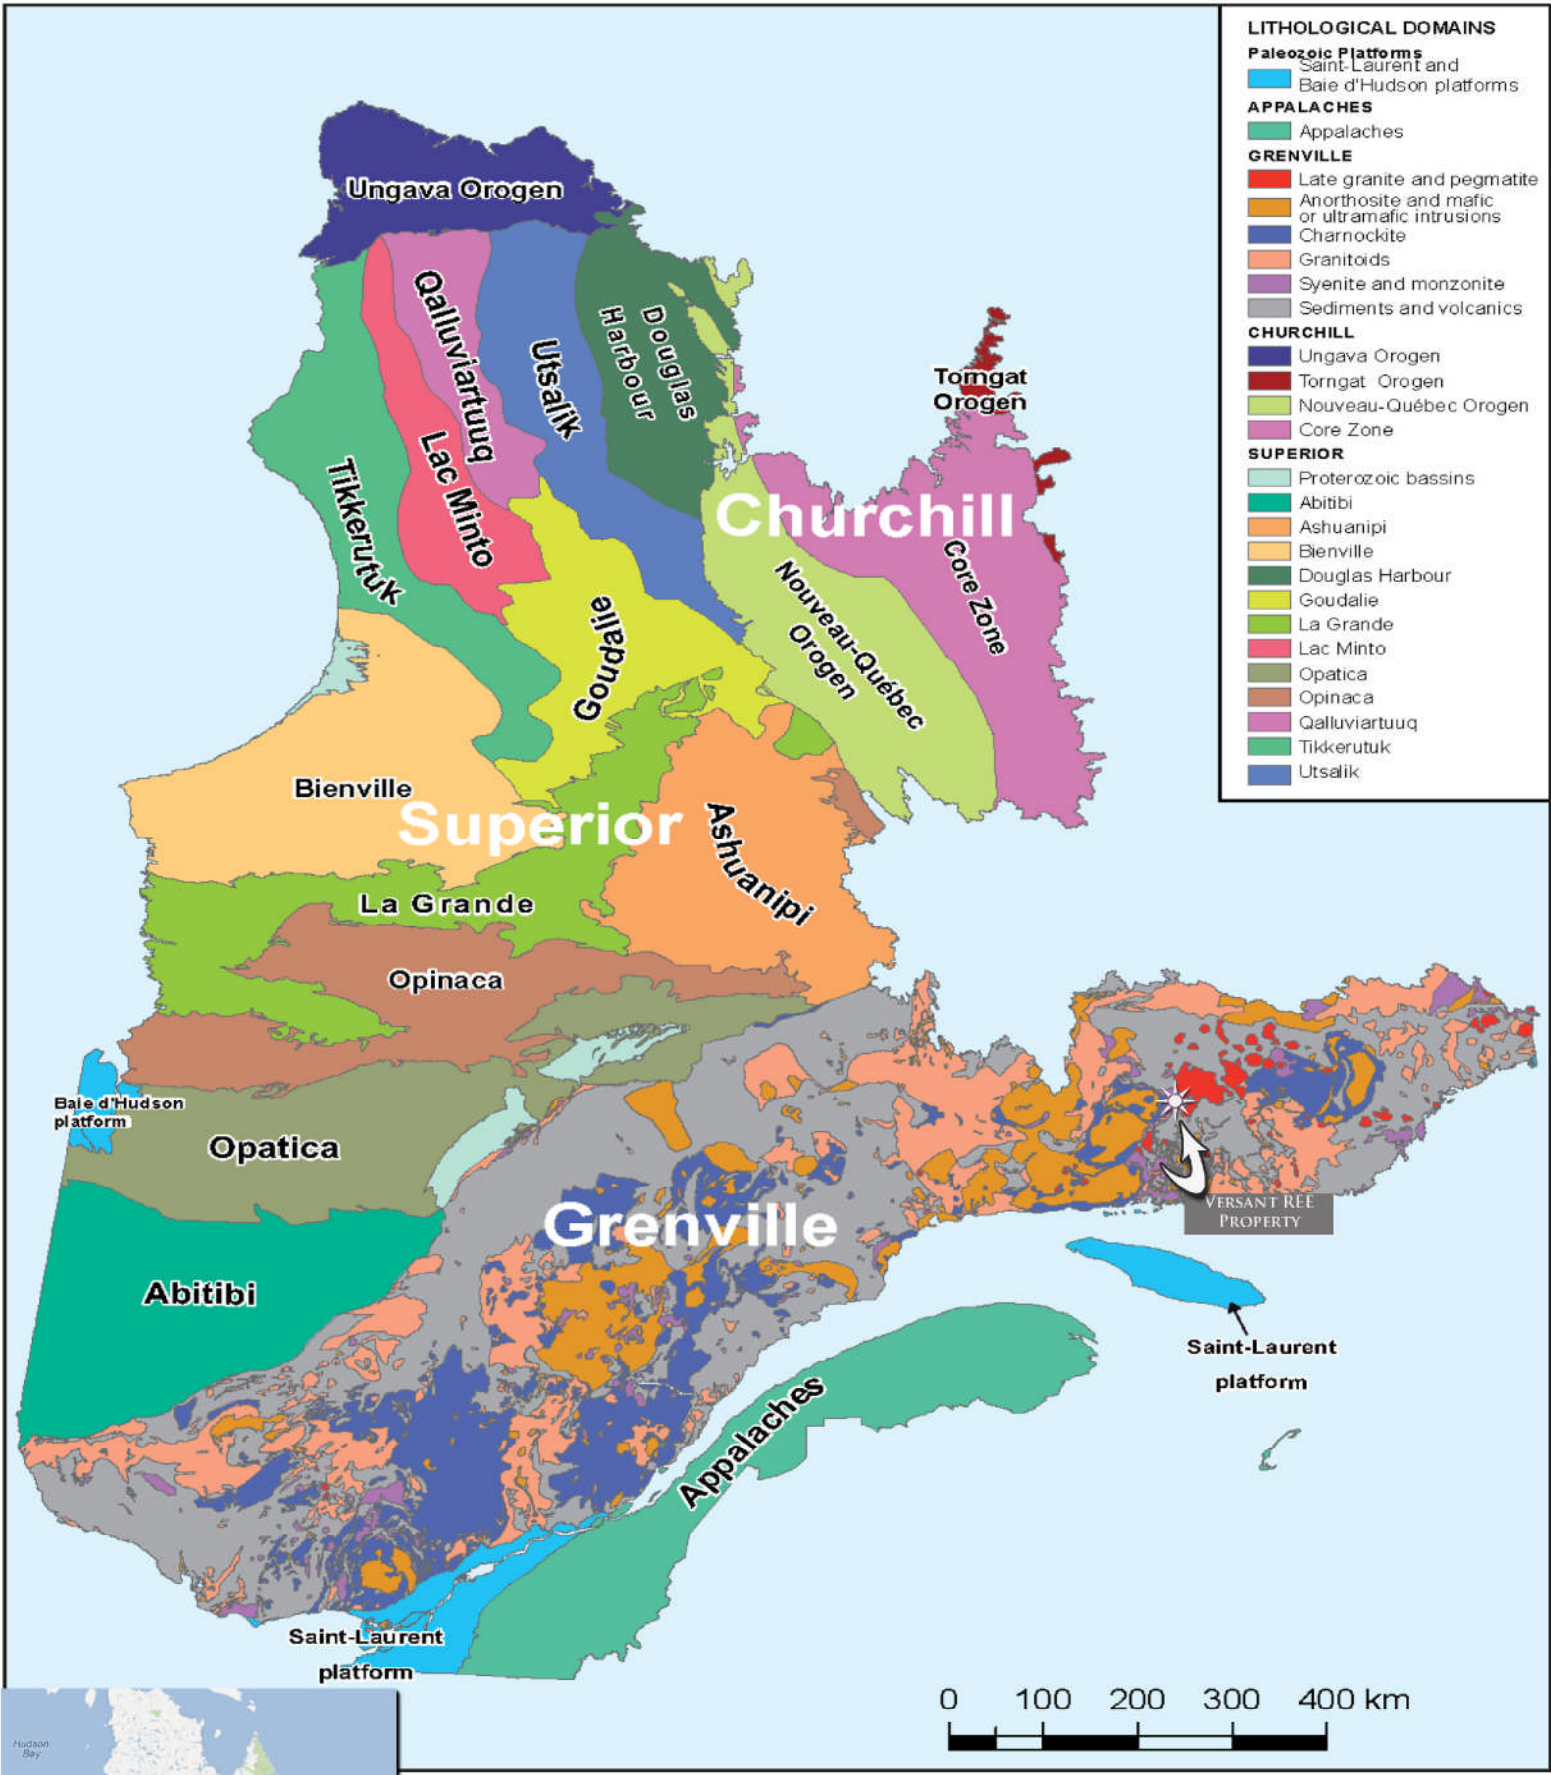 LITHOLOGICAL DOMAINS
Paleozoic Platforms
Saint-Laurent and
Baie d'Hudson platforms
APPALACHES
Appalaches
GRENVILLE
Late granite and pegmatite
Anorthosite and mafic
or ultramafic intrusions
Charnockite
Granitoids
Syenite and monzonite
Sediments and volcanics
CHURCHILL
Ungava Orogen
Torngat Orogen
Nouveau-Québec Orogen
Core Zone
SUPERIOR
Proterozoic bassins
Abitibi
Ashuanipi
Bienville
Douglas Harbour
Goudalie
La Grande
Lac Minto
Opatica
Opinaca
Qalluviartuuq
Tikkerutuk
Utsalik
Ungava Orogen
Qalluviartuuq
Utsalik
Douglas
Harbour
Torngat
Orogen
Tikkerutuk
Lac Minto
Churchill
Core Zone
Nouveau-Québec
Orogen
Goudalie
Bienville
Superior
Ashuanipi
La Grande
Opinaca
Baie d'Hudson
platform
Opatica
VERSANT REE
PROPERTY
Grenville
Abitibi
Saint-Laurent
platform
Appalaches
Saint-Laurent
platform
0 100 200 300 400 km
Hudson
Bay